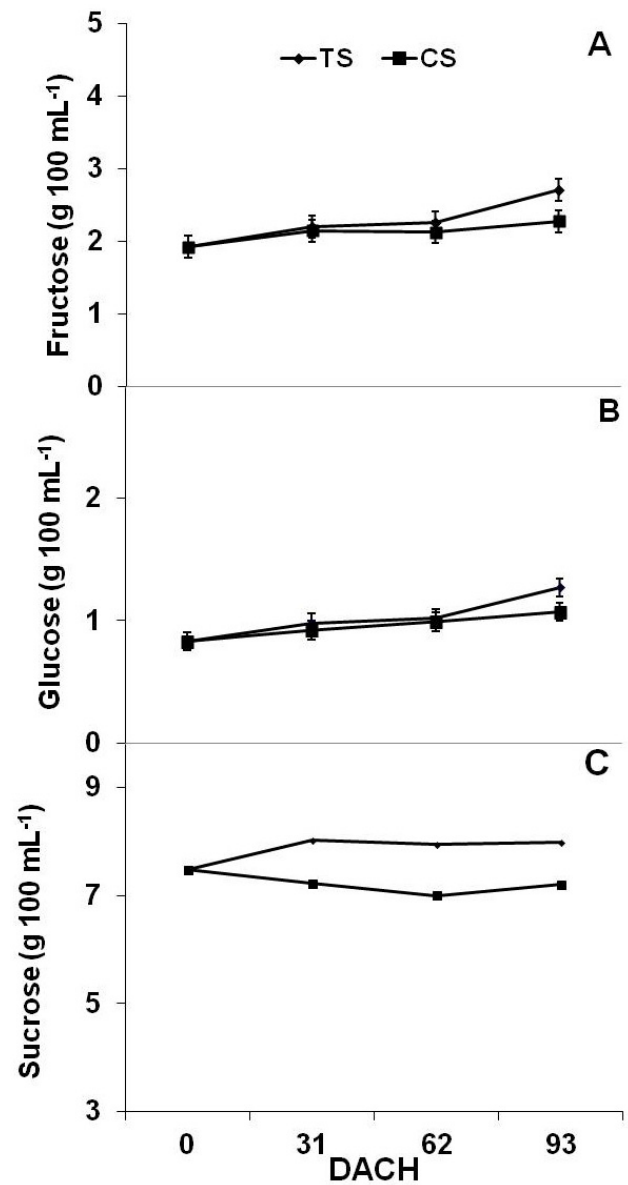 A
TS CS
Fructose (g 100 mL⁻¹)
5
4
3
2
1
0
B
Glucose (g 100 mL⁻¹)
2
1
0
C
Sucrose (g 100 mL⁻¹)
9
7
5
3
0 31 62 93
DACH